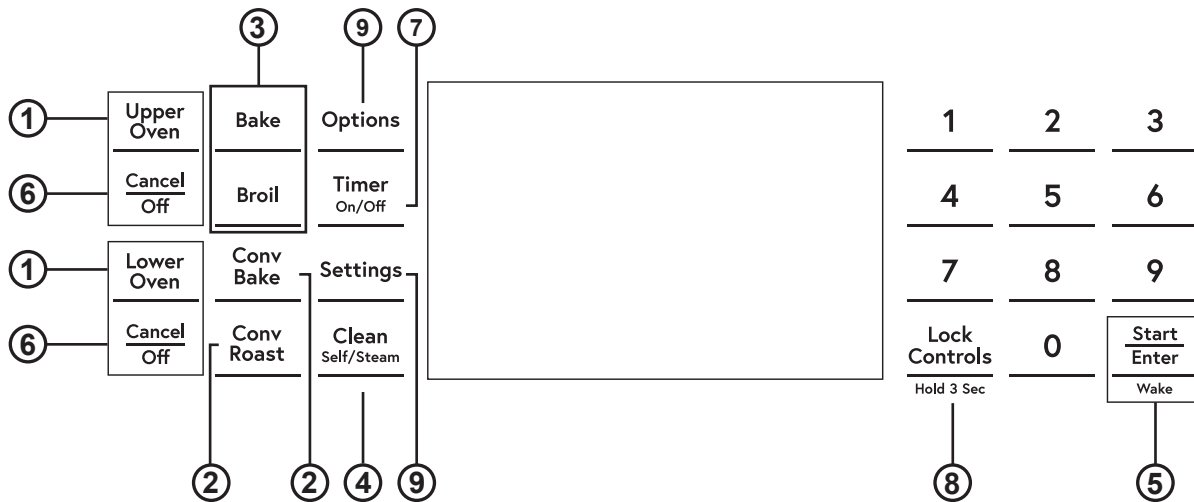 3 9 7
1 Upper
Oven Bake Options 1 2 3
6 Cancel
Off Broil Timer
On/Off 4 5 6
1 Lower
Oven Conv
Bake Settings 7 8 9
6 Cancel
Off Conv
Roast Clean
Self/Steam Lock
Controls
Hold 3 Sec 0 Start
Enter
Wake
2 2 4 9 8 5